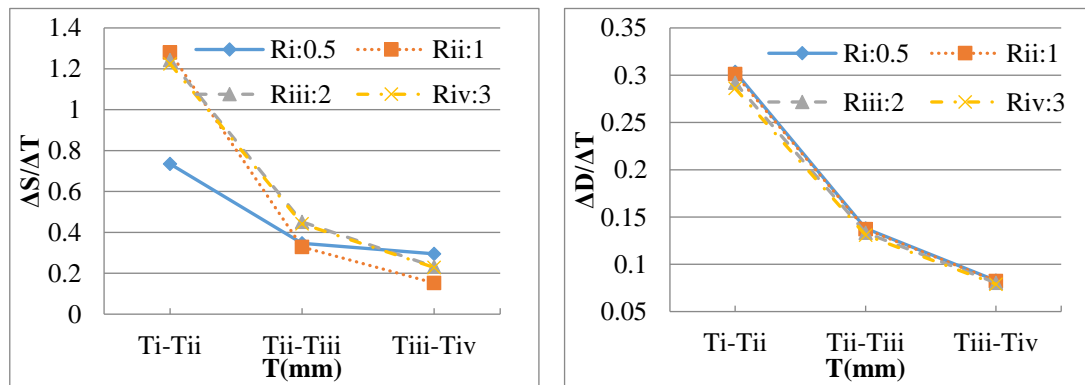 1.4
1.2
1
0.8
0.6
0.4
0.2
0
ΔS/ΔT
Ri:0.5
Rii:1
Riii:2
Riv:3
Ti-Tii
Tii-Tiii
Tiii-Tiv
T(mm)
0.35
0.3
0.25
0.2
0.15
0.1
0.05
ΔD/ΔT
Ri:0.5
Rii:1
Riii:2
Riv:3
Ti-Tii
Tii-Tiii
Tiii-Tiv
T(mm)